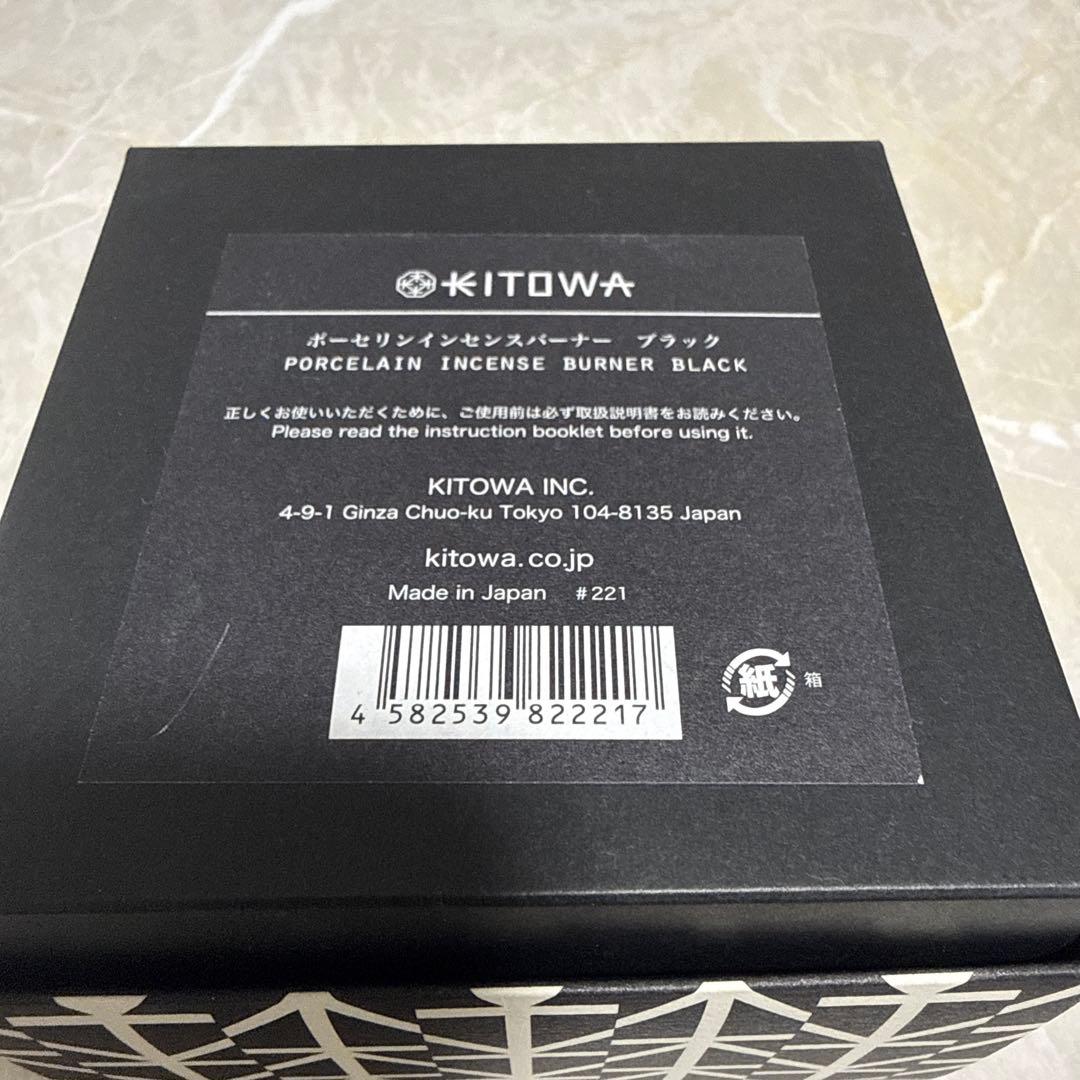 KITOWA
ポーセリンインセンスバーナー ブラック
PORCELAIN INCENSE BURNER BLACK
正しくお使いいただくために、ご使用前は必ず取扱説明書をお読みください。
Please read the instruction booklet before using it.
KITOWA INC.
4-9-1 Ginza Chuo-ku Tokyo 104-8135 Japan
kitowa.co.jp
Made in Japan #221
4 582539 822217
紙 箱